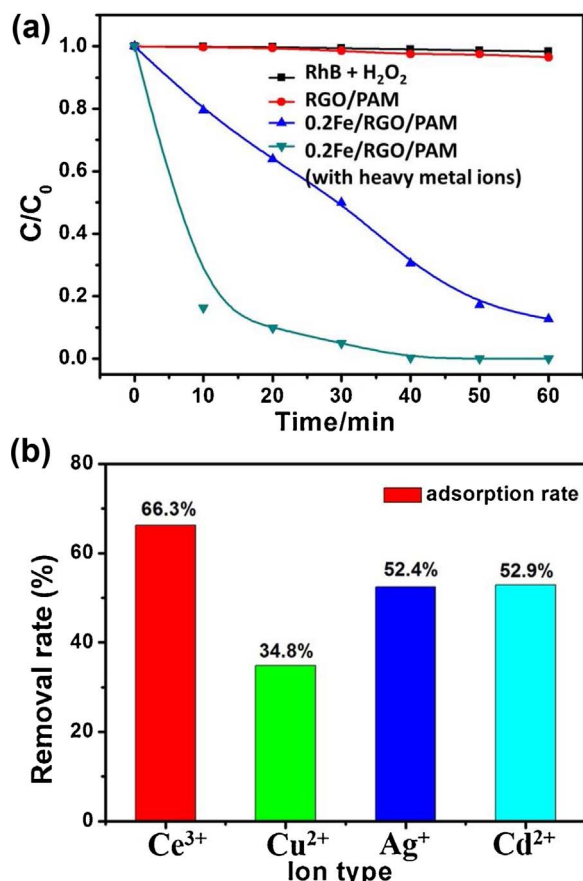 (a)
1.0
0.8
0.6
0.4
0.2
0.0
C/C₀
RhB + H₂O₂
RGO/PAM
0.2Fe/RGO/PAM
0.2Fe/RGO/PAM
(with heavy metal ions)
0 10 20 30 40 50 60
Time/min
(b)
80
60
40
20
0
Removal rate (%)
adsorption rate
66.3%
34.8%
52.4%
52.9%
Ce³⁺ Cu²⁺ Ag⁺ Cd²⁺
Ion type